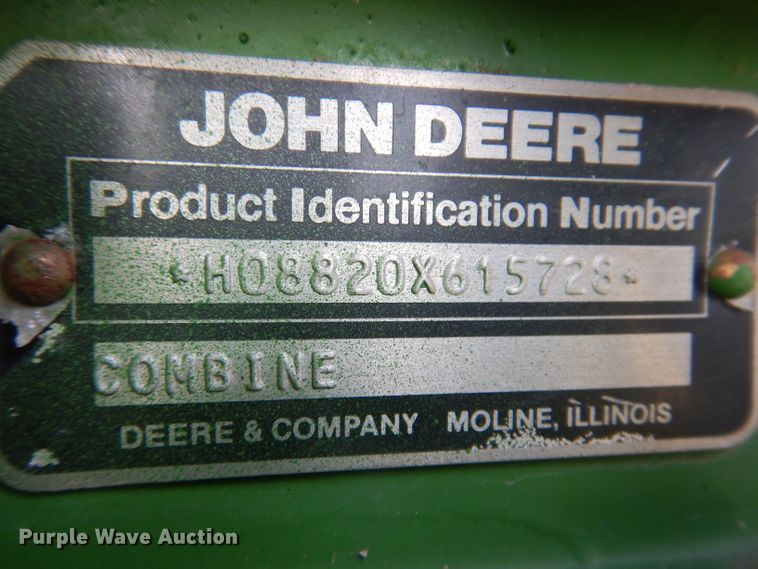 JOHN DEERE
Product Identification Number
*H08820X615728*
COMBINE
DEERE & COMPANY MOLINE, ILLINOIS
Purple Wave Auction